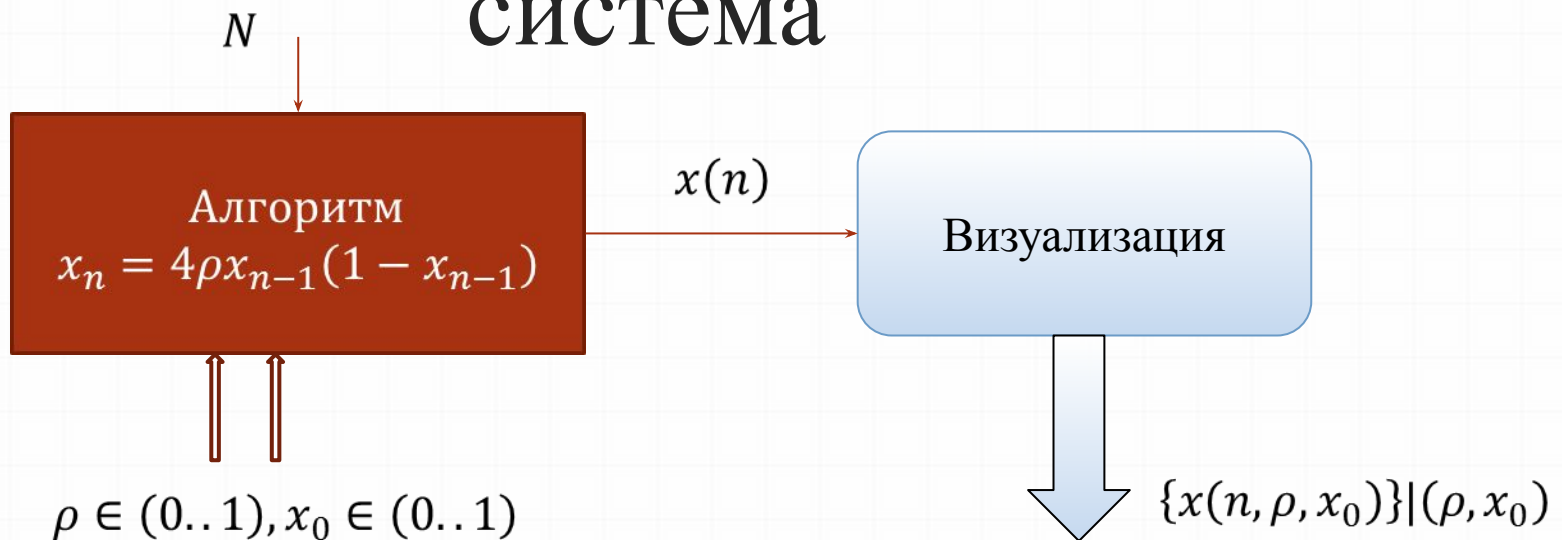 система
N
Алгоритм
xₙ = 4ρxₙ₋₁(1 − xₙ₋₁)
x(n)
Визуализация
ρ ∈ (0..1), x₀ ∈ (0..1)
{x(n, ρ, x₀)}|(ρ, x₀)